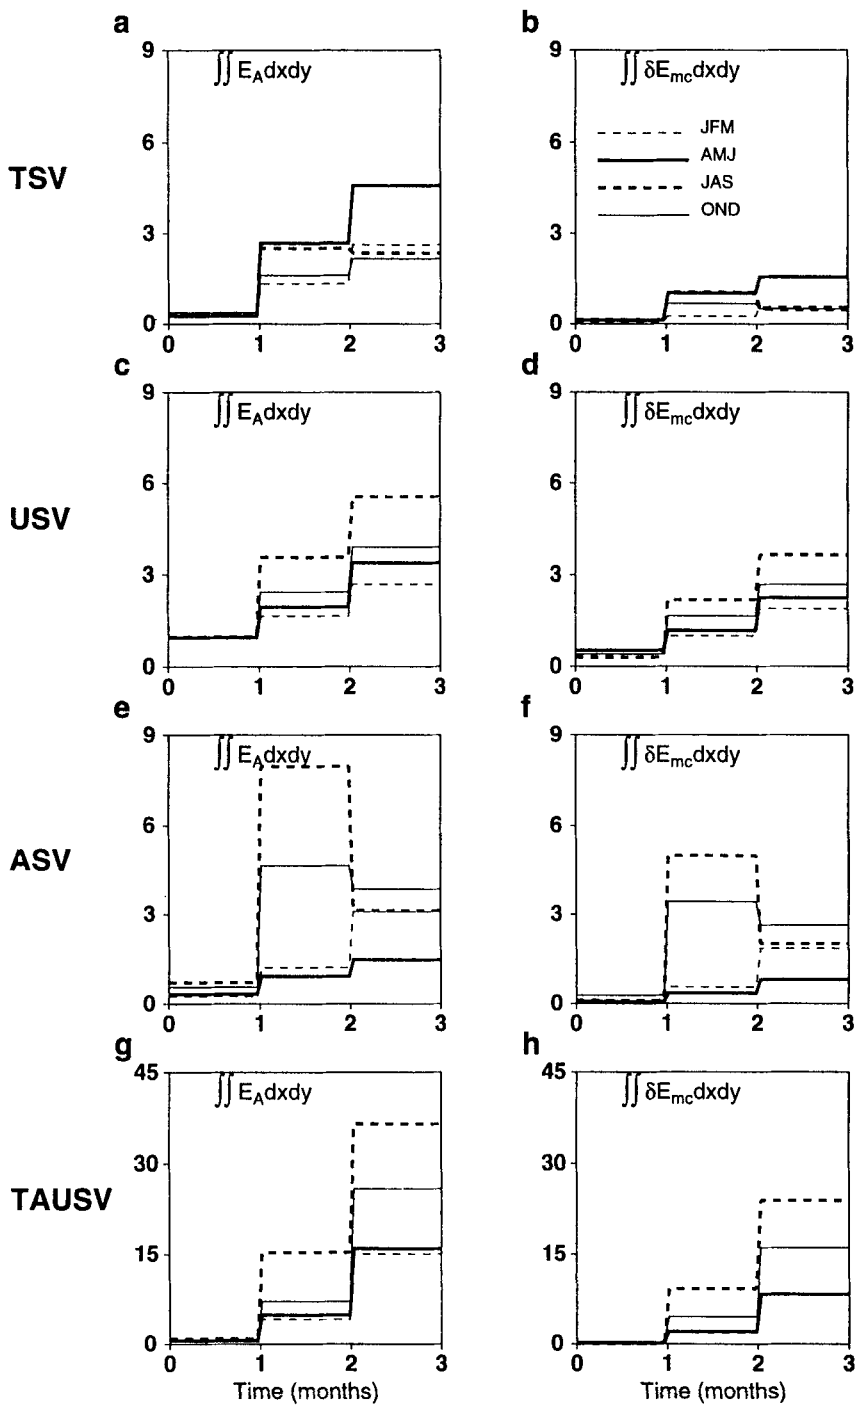 a
b
9
∬ E_A dxdy
9
∬ δE_mc dxdy
JFM
6
6
AMJ
TSV
JAS
OND
3
3
0
0
0 1 2 3
0 1 2 3
c
d
9
∬ E_A dxdy
9
∬ δE_mc dxdy
6
6
USV
3
3
0
0
0 1 2 3
0 1 2 3
e
f
9
∬ E_A dxdy
9
∬ δE_mc dxdy
6
6
ASV
3
3
0
0
0 1 2 3
0 1 2 3
g
h
45
∬ E_A dxdy
45
∬ δE_mc dxdy
30
30
TAUSV
15
15
0
0
0 1 2 3
0 1 2 3
Time (months)
Time (months)